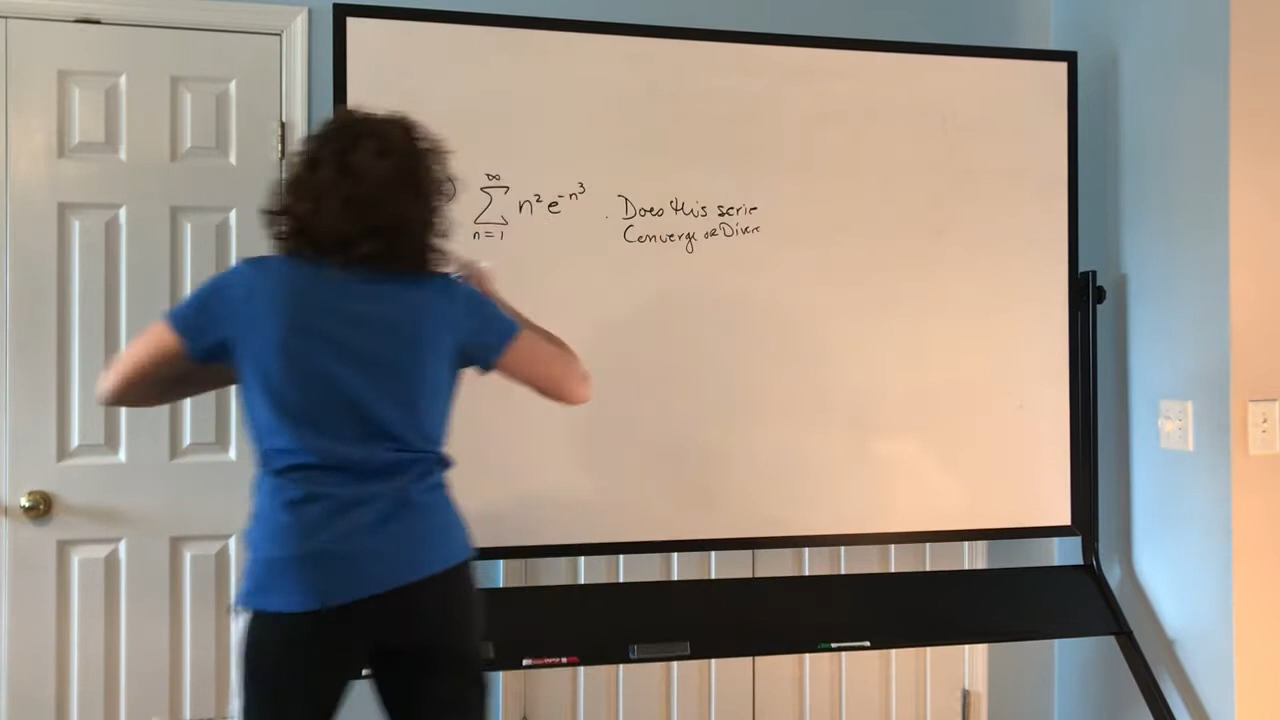 ) ∞∑n=1 n²e⁻ⁿ³ . Does this serie
Converge or Diver